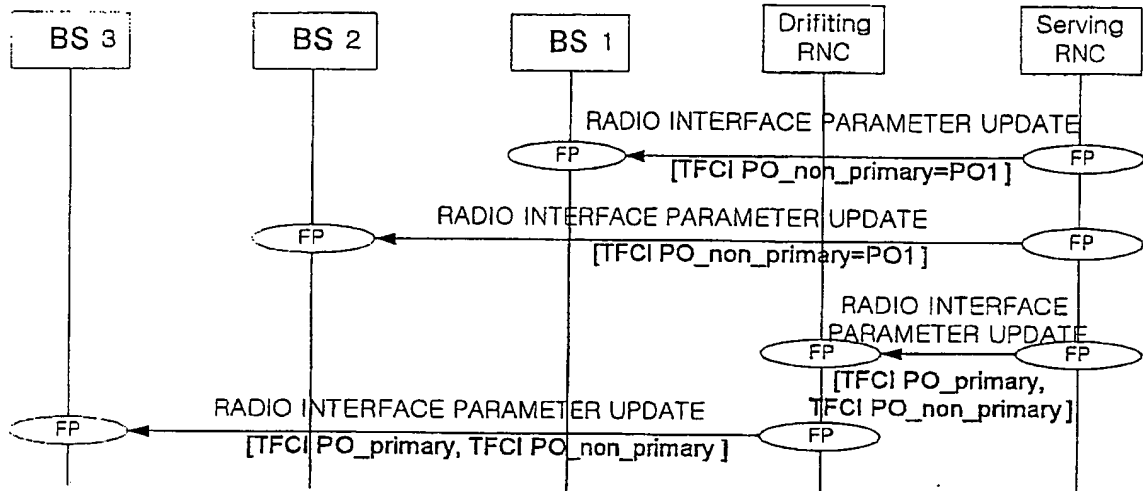 BS 3
BS 2
BS 1
Drifiting
RNC
Serving
RNC
RADIO INTERFACE PARAMETER UPDATE
FP
FP
[TFCI PO_non_primary=PO1]
RADIO INTERFACE PARAMETER UPDATE
FP
FP
[TFCI PO_non_primary=PO1]
RADIO INTERFACE
PARAMETER UPDATE
FP
FP
[TFCI PO_primary,
TFCI PO_non_primary]
RADIO INTERFACE PARAMETER UPDATE
FP
FP
[TFCI PO_primary, TFCI PO_non_primary]